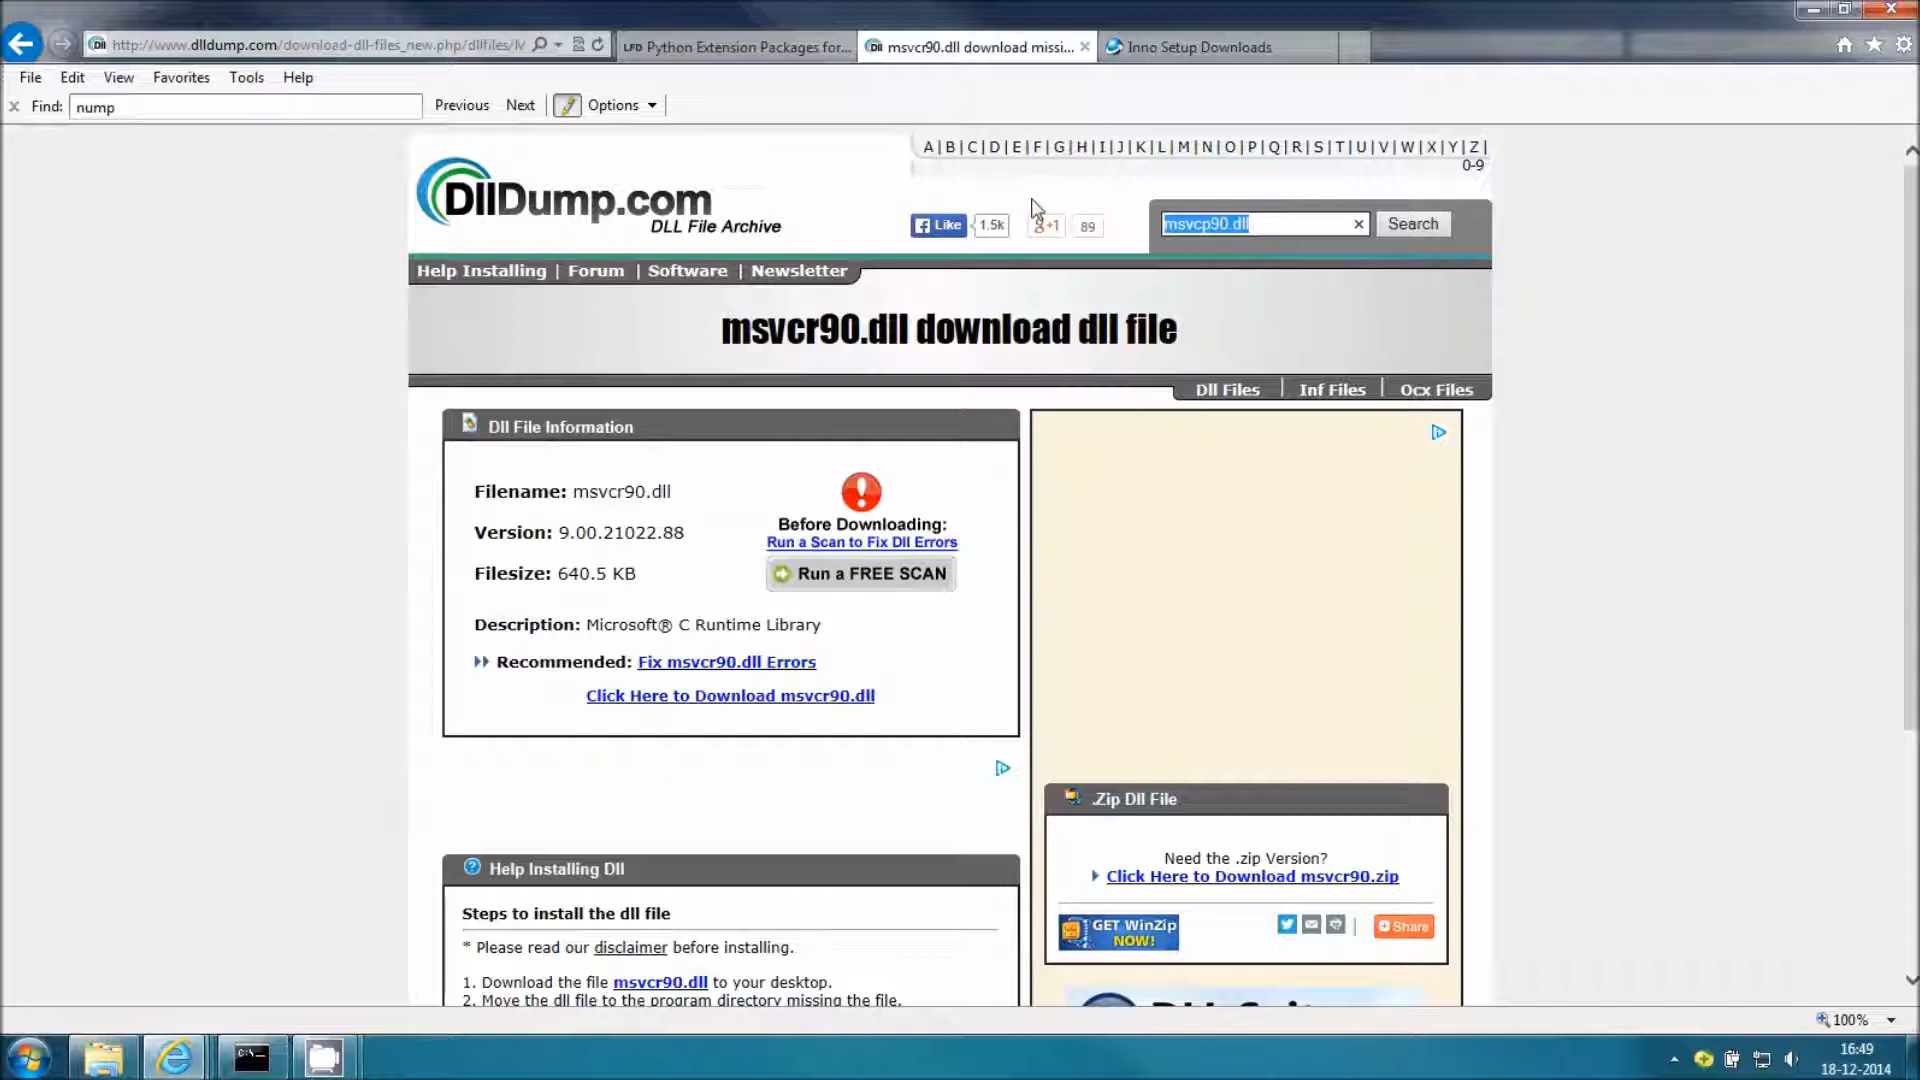 http://www.dlldump.com/download-dll-files_new.php/dllfiles/M
LFD Python Extension Packages for...
Dll msvcr90.dll download missi...
Inno Setup Downloads
File Edit View Favorites Tools Help
Find: nump Previous Next Options
A|B|C|D|E|F|G|H|I|J|K|L|M|N|O|P|Q|R|S|T|U|V|W|X|Y|Z|
0-9
DllDump.com
DLL File Archive
Like 1.5k +1 89
msvcp90.dll Search
Help Installing | Forum | Software | Newsletter
msvcr90.dll download dll file
Dll Files | Inf Files | Ocx Files
Dll File Information
Filename: msvcr90.dll
Version: 9.00.21022.88
Filesize: 640.5 KB
Before Downloading:
Run a Scan to Fix Dll Errors
Run a FREE SCAN
Description: Microsoft® C Runtime Library
Recommended: Fix msvcr90.dll Errors
Click Here to Download msvcr90.dll
.Zip Dll File
Need the .zip Version?
Click Here to Download msvcr90.zip
GET WinZip
NOW!
Share
Help Installing Dll
Steps to install the dll file
* Please read our disclaimer before installing.
1. Download the file msvcr90.dll to your desktop.
2. Move the dll file to the program directory missing the file.
100%
C:\
16:49
18-12-2014